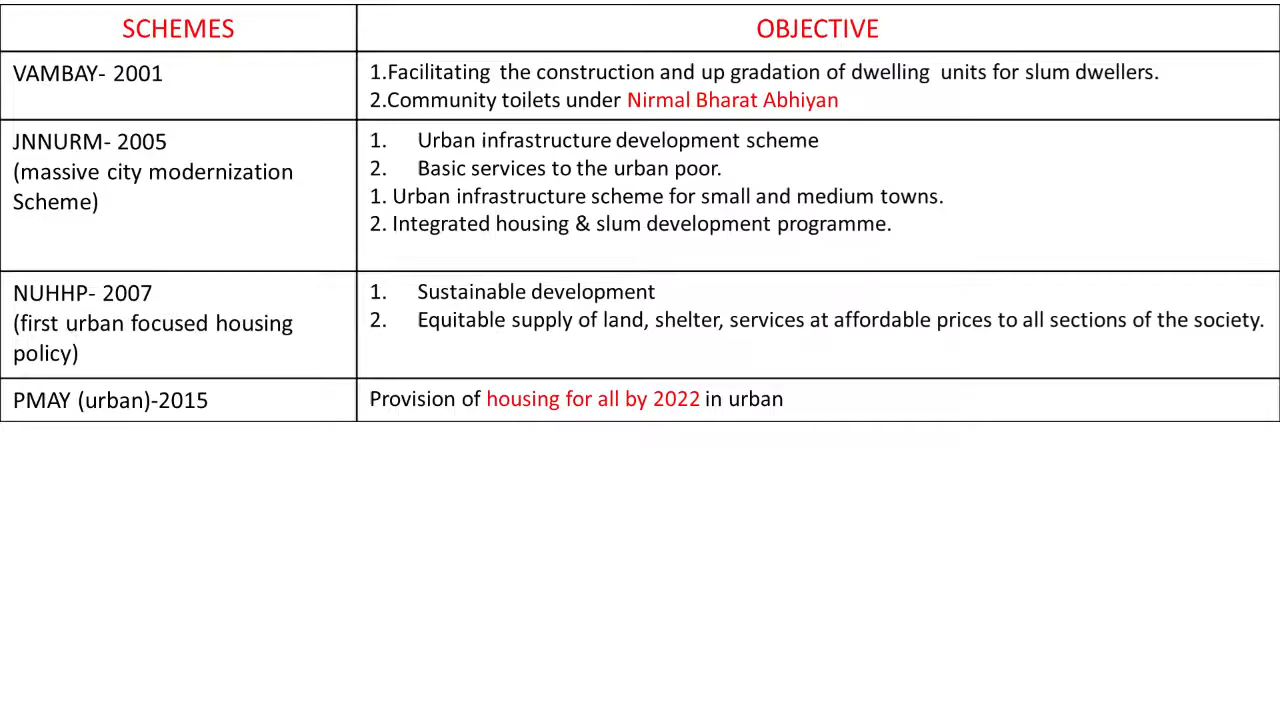 SCHEMES
OBJECTIVE
VAMBAY- 2001
1.Facilitating the construction and up gradation of dwelling units for slum dwellers.
2.Community toilets under Nirmal Bharat Abhiyan
JNNURM- 2005
(massive city modernization
Scheme)
1. Urban infrastructure development scheme
2. Basic services to the urban poor.
1. Urban infrastructure scheme for small and medium towns.
2. Integrated housing & slum development programme.
NUHHP- 2007
(first urban focused housing
policy)
1. Sustainable development
2. Equitable supply of land, shelter, services at affordable prices to all sections of the society.
PMAY (urban)-2015
Provision of housing for all by 2022 in urban